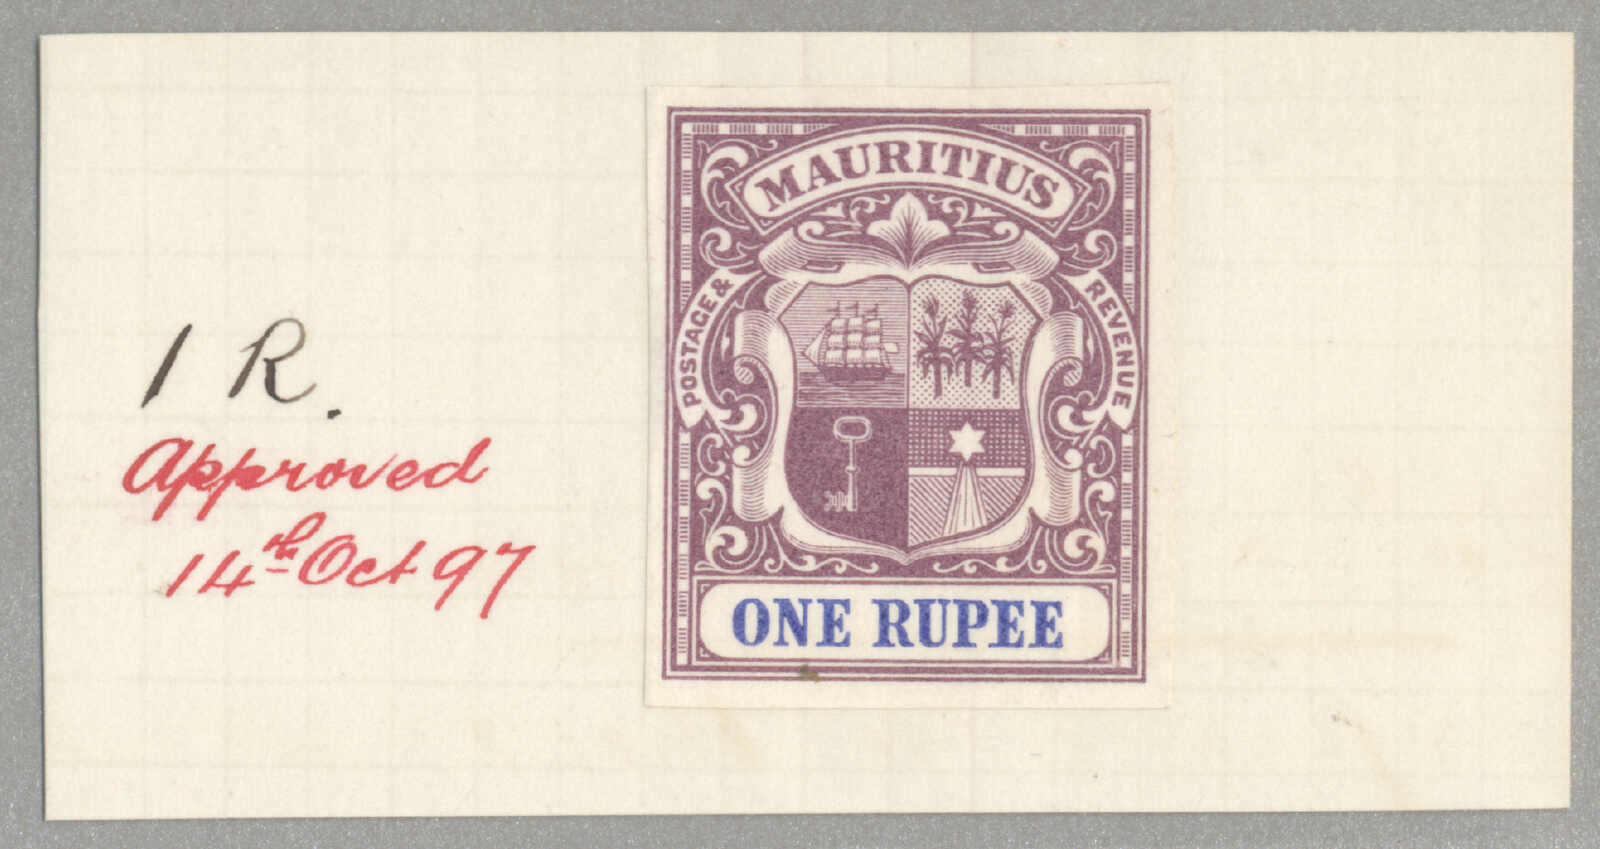 1 R.
Approved
14th Oct 97
MAURITIUS
POSTAGE &
REVENUE
ONE RUPEE